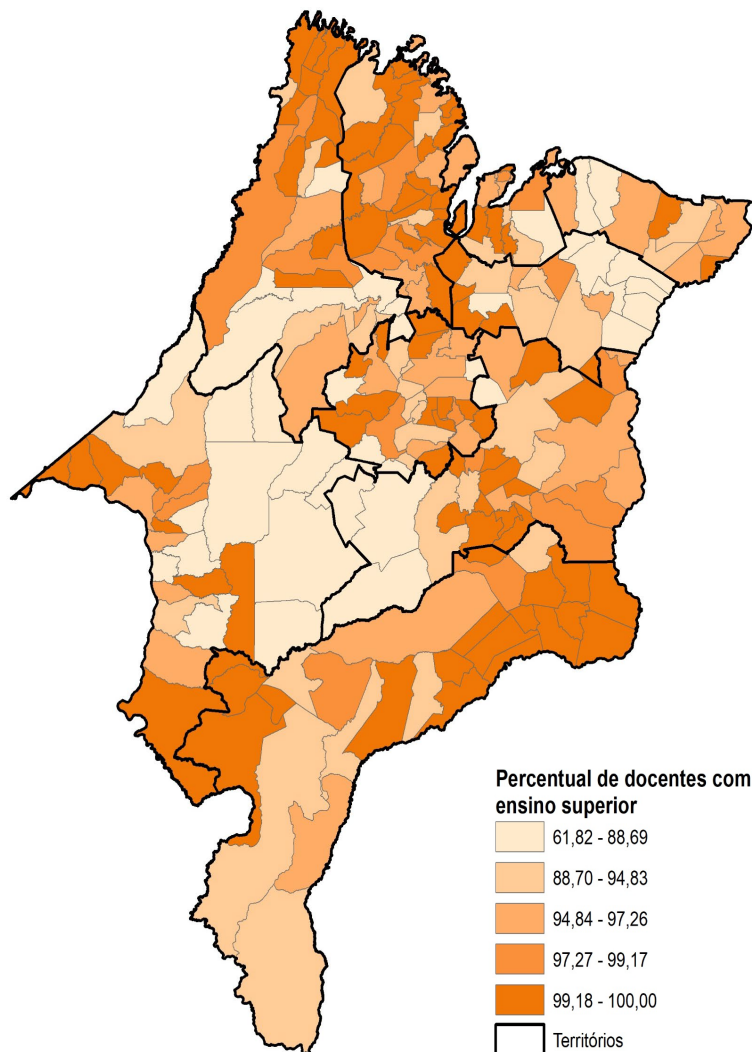 Percentual de docentes com
ensino superior
61,82 - 88,69
88,70 - 94,83
94,84 - 97,26
97,27 - 99,17
99,18 - 100,00
Territórios